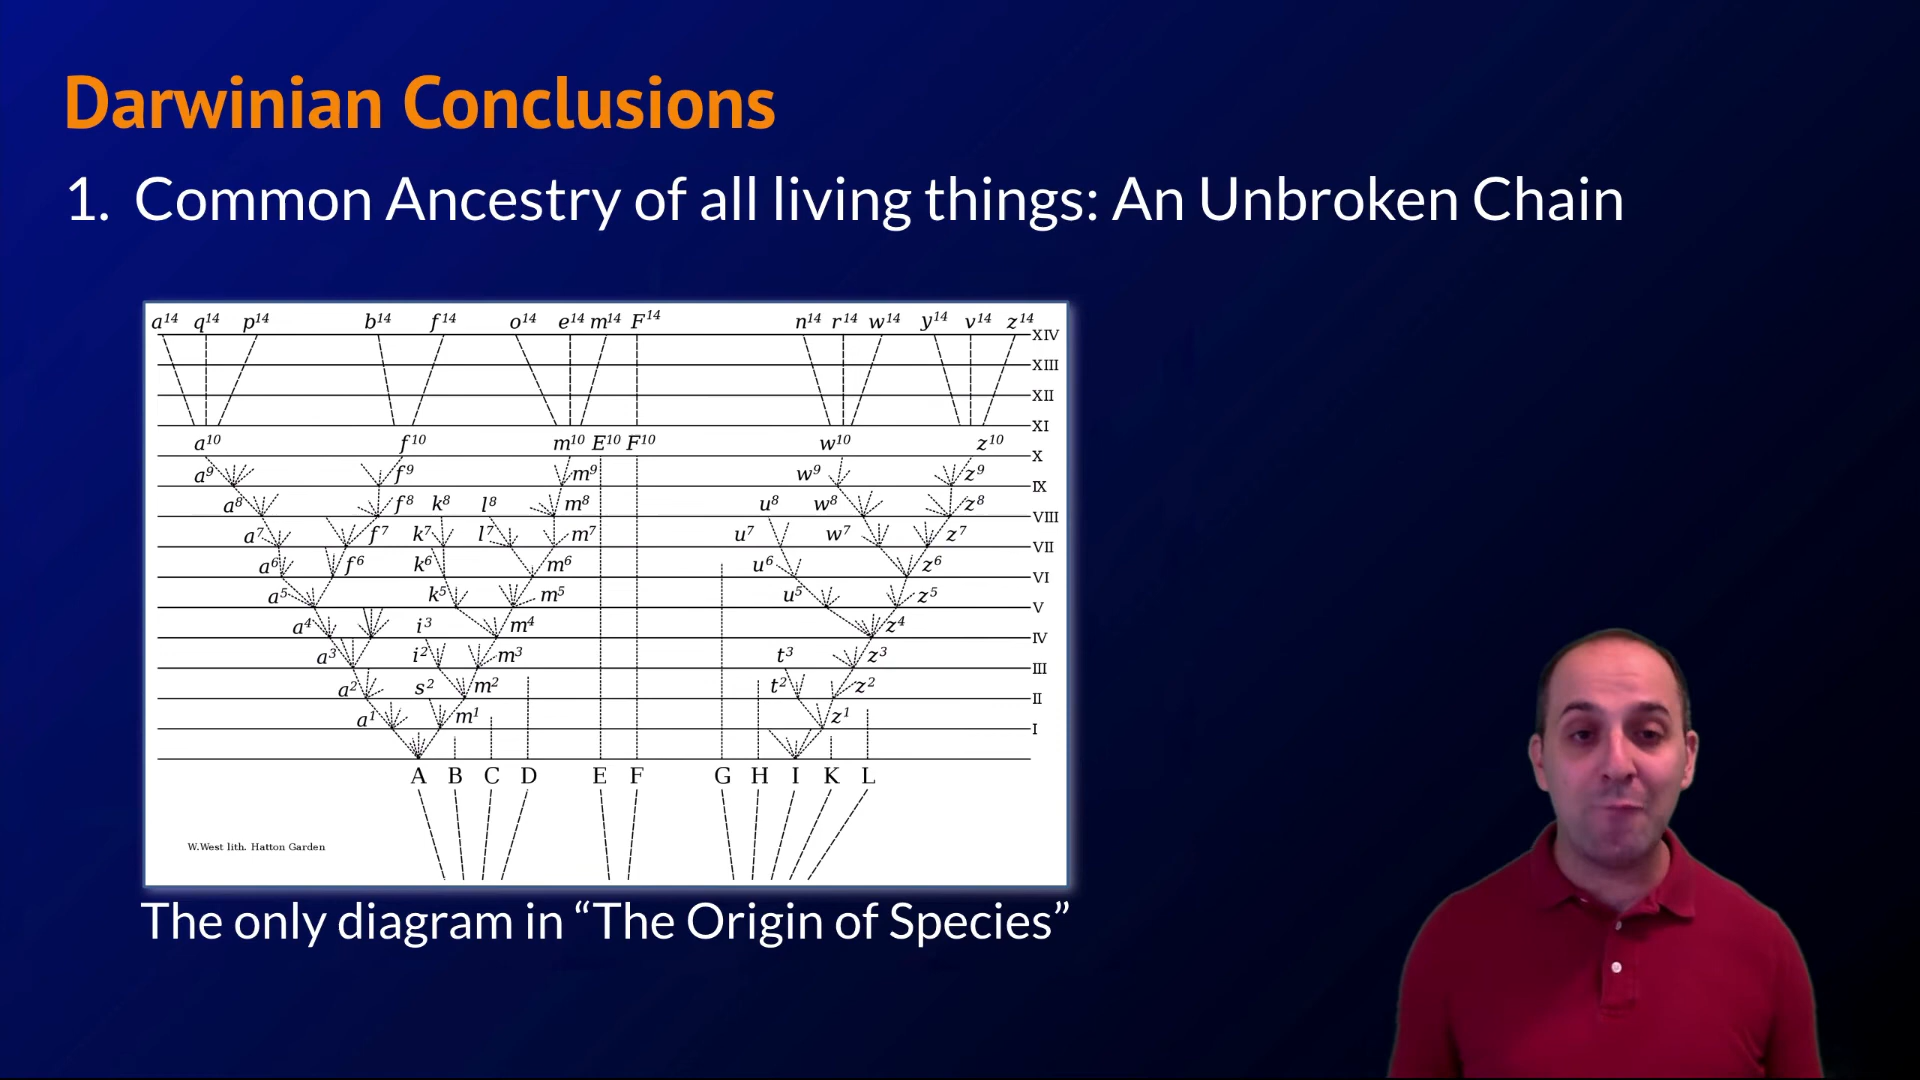 Darwinian Conclusions
1. Common Ancestry of all living things: An Unbroken Chain
a14 q14 p14 b14 f14 o14 e14 m14 F14 n14 r14 w14 y14 v14 z14
XIV
XIII
XII
XI
a10 f10 m10 E10 F10 w10 z10
X
a9 f9 m9 w9 z9
IX
a8 f8 k8 l8 m8 u8 w8 z8
VIII
a7 f7 k7 l7 m7 u7 w7 z7
VII
a6 f6 k6 m6 u6 z6
VI
a5 k5 m5 u5 z5
V
a4 i3 m4 z4
IV
a3 i2 m3 t3 z3
III
a2 s2 m2 t2 z2
II
a1 m1 z1
I
A B C D E F G H I K L
W.West lith. Hatton Garden
The only diagram in “The Origin of Species”